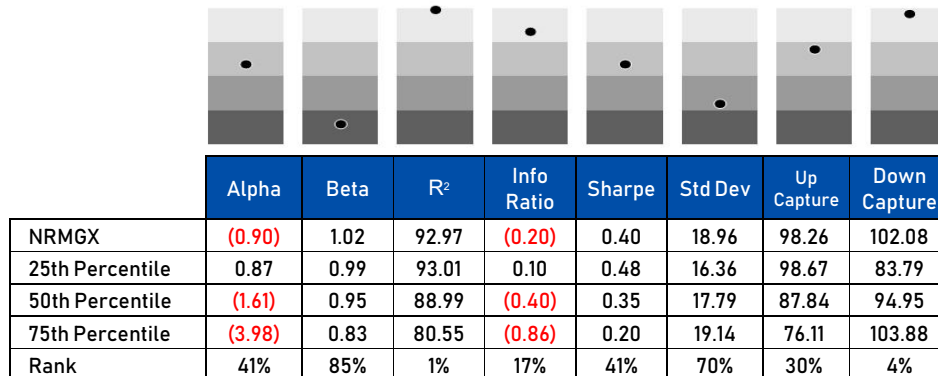 Alpha Beta R² Info Ratio Sharpe Std Dev Up Capture Down Capture
NRMGX (0.90) 1.02 92.97 (0.20) 0.40 18.96 98.26 102.08
25th Percentile 0.87 0.99 93.01 0.10 0.48 16.36 98.67 83.79
50th Percentile (1.61) 0.95 88.99 (0.40) 0.35 17.79 87.84 94.95
75th Percentile (3.98) 0.83 80.55 (0.86) 0.20 19.14 76.11 103.88
Rank 41% 85% 1% 17% 41% 70% 30% 4%